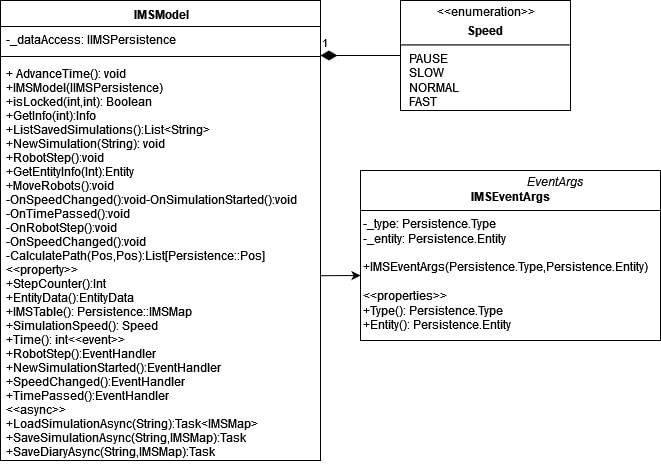 IMSModel
-_dataAccess: IIMSPersistence
+ AdvanceTime(): void
+IMSModel(IIMSPersistence)
+isLocked(int,int): Boolean
+GetInfo(int):Info
+ListSavedSimulations():List<String>
+NewSimulation(String): void
+RobotStep():void
+GetEntityInfo(Int):Entity
+MoveRobots():void
-OnSpeedChanged():void-OnSimulationStarted():void
-OnTimePassed():void
-OnRobotStep():void
-OnSpeedChanged():void
-CalculatePath(Pos,Pos):List[Persistence::Pos]
<<property>>
+StepCounter():Int
+EntityData():EntityData
+IMSTable(): Persistence::IMSMap
+SimulationSpeed(): Speed
+Time(): int<<event>>
+RobotStep():EventHandler
+NewSimulationStarted():EventHandler
+SpeedChanged():EventHandler
+TimePassed():EventHandler
<<async>>
+LoadSimulationAsync(String):Task<IMSMap>
+SaveSimulationAsync(String,IMSMap):Task
+SaveDiaryAsync(String,IMSMap):Task
1
<<enumeration>>
Speed
PAUSE
SLOW
NORMAL
FAST
EventArgs
IMSEventArgs
-_type: Persistence.Type
-_entity: Persistence.Entity
+IMSEventArgs(Persistence.Type,Persistence.Entity)
<<properties>>
+Type(): Persistence.Type
+Entity(): Persistence.Entity